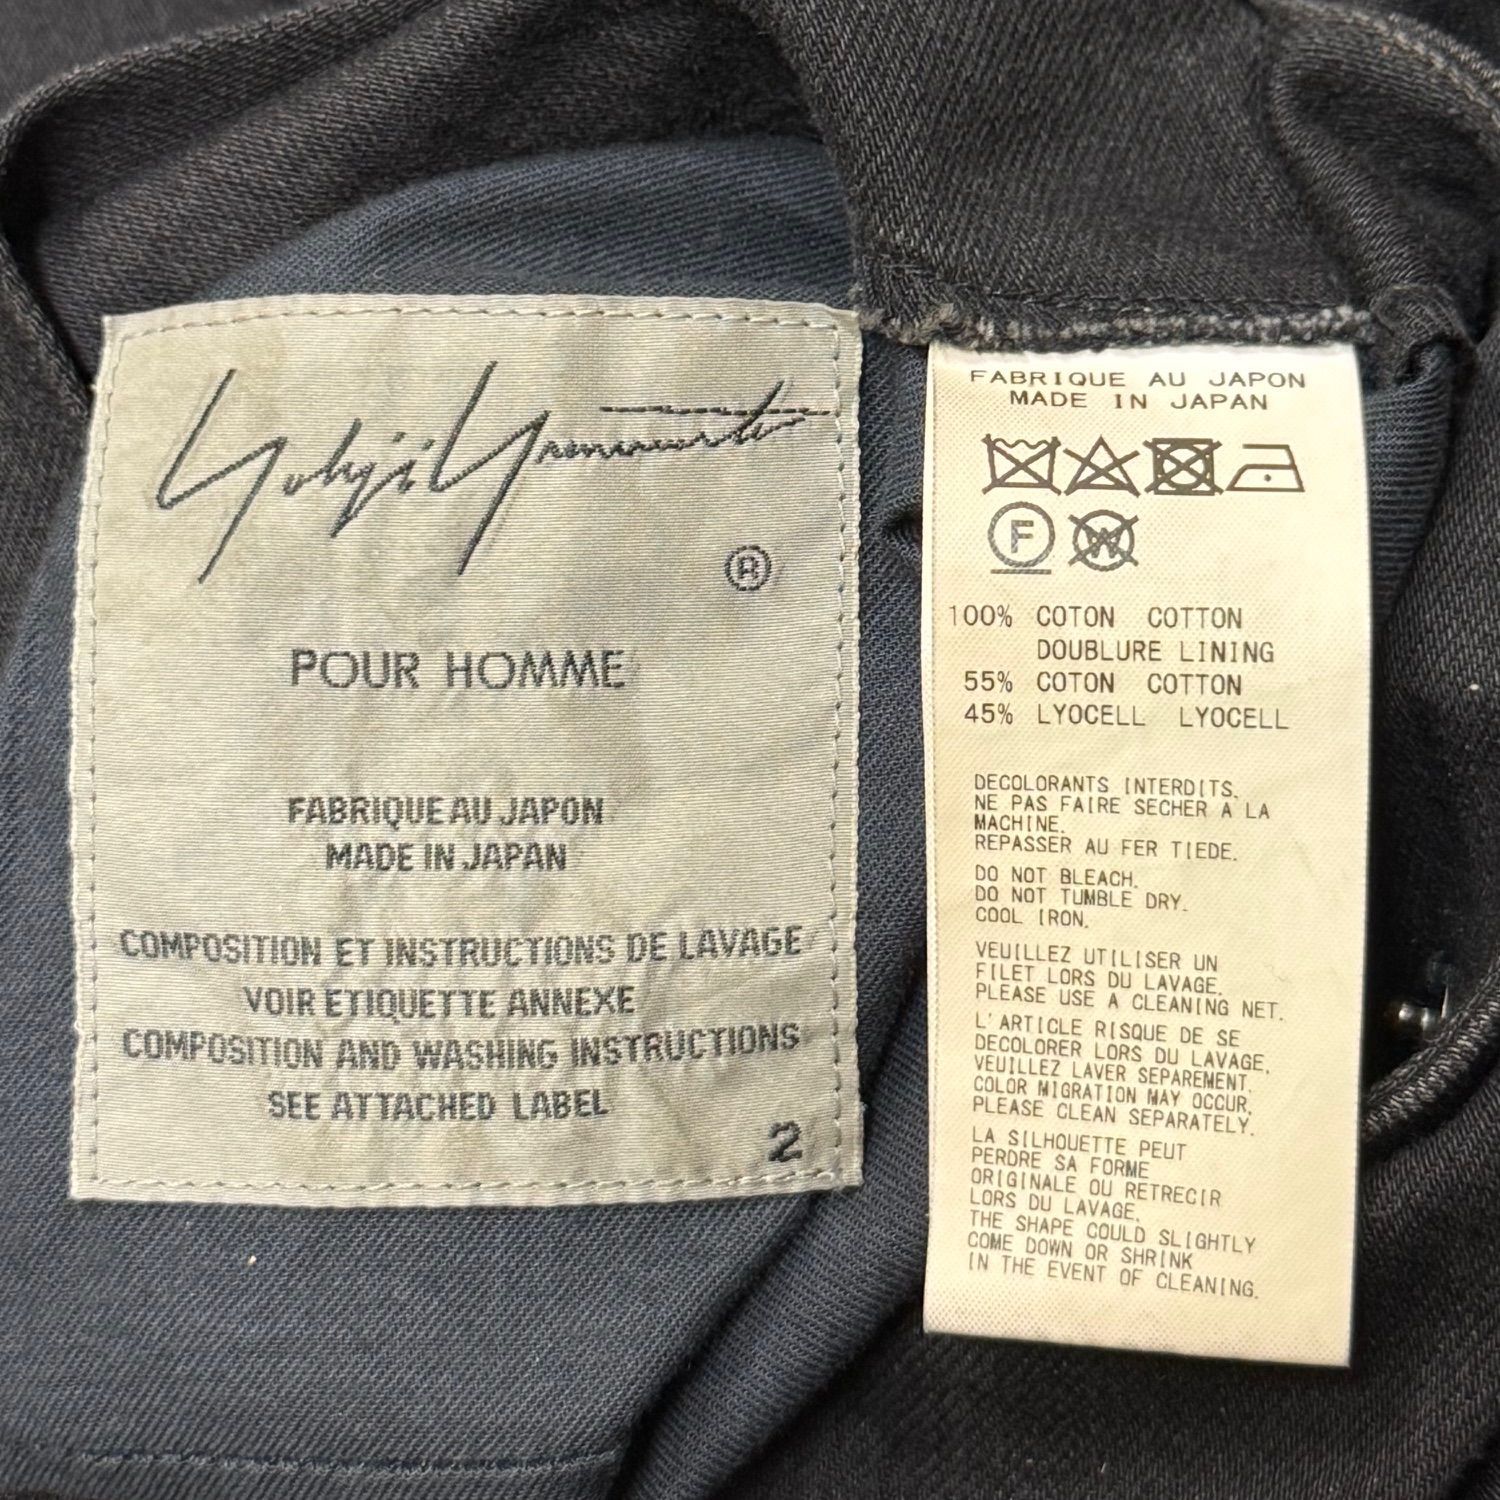 Yohji Yamamoto
®
POUR HOMME
FABRIQUE AU JAPON
MADE IN JAPAN
COMPOSITION ET INSTRUCTIONS DE LAVAGE
VOIR ETIQUETTE ANNEXE
COMPOSITION AND WASHING INSTRUCTIONS
SEE ATTACHED LABEL
2
FABRIQUE AU JAPON
MADE IN JAPAN
F W
100% COTON COTTON
DOUBLURE LINING
55% COTON COTTON
45% LYOCELL LYOCELL
DECOLORANTS INTERDITS.
NE PAS FAIRE SECHER A LA
MACHINE.
REPASSER AU FER TIEDE.
DO NOT BLEACH.
DO NOT TUMBLE DRY.
COOL IRON.
VEUILLEZ UTILISER UN
FILET LORS DU LAVAGE.
PLEASE USE A CLEANING NET.
L'ARTICLE RISQUE DE SE
DECOLORER LORS DU LAVAGE,
VEUILLEZ LAVER SEPAREMENT.
COLOR MIGRATION MAY OCCUR,
PLEASE CLEAN SEPARATELY.
LA SILHOUETTE PEUT
PERDRE SA FORME
ORIGINALE OU RETRECIR
LORS DU LAVAGE.
THE SHAPE COULD SLIGHTLY
COME DOWN OR SHRINK
IN THE EVENT OF CLEANING.